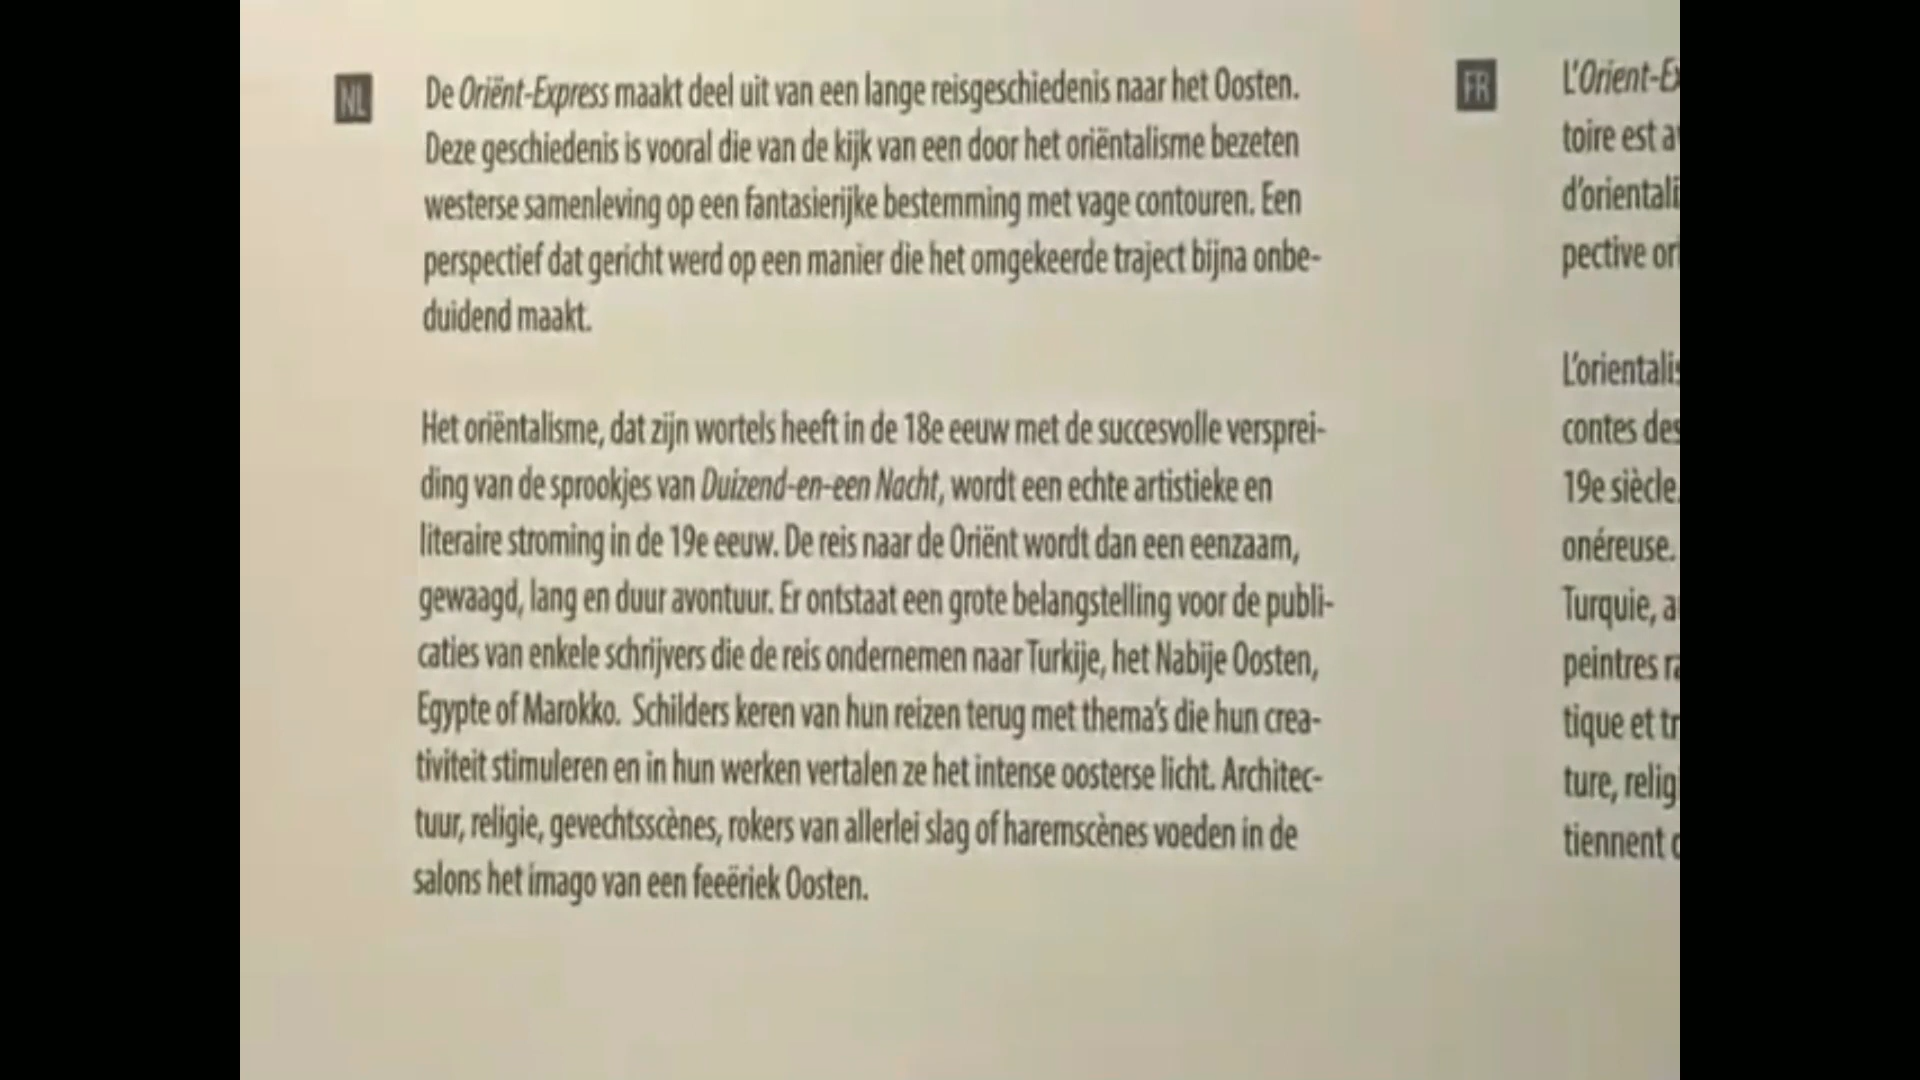 NL
De Oriënt-Express maakt deel uit van een lange reisgeschiedenis naar het Oosten.
Deze geschiedenis is vooral die van de kijk van een door het oriëntalisme bezeten
westerse samenleving op een fantasierijke bestemming met vage contouren. Een
perspectief dat gericht werd op een manier die het omgekeerde traject bijna onbe-
duidend maakt.
Het oriëntalisme, dat zijn wortels heeft in de 18e eeuw met de succesvolle versprei-
ding van de sprookjes van Duizend-en-een Nacht, wordt een echte artistieke en
literaire stroming in de 19e eeuw. De reis naar de Oriënt wordt dan een eenzaam,
gewaagd, lang en duur avontuur. Er ontstaat een grote belangstelling voor de publi-
caties van enkele schrijvers die de reis ondernemen naar Turkije, het Nabije Oosten,
Egypte of Marokko. Schilders keren van hun reizen terug met thema's die hun crea-
tiviteit stimuleren en in hun werken vertalen ze het intense oosterse licht. Architec-
tuur, religie, gevechtsscènes, rokers van allerlei slag of haremscènes voeden in de
salons het imago van een feeëriek Oosten.
FR
L'Orient-Ex
toire est a
d'orientali
pective ori
L'orientalis
contes des
19e siècle.
onéreuse.
Turquie, a
peintres ra
tique et tr
ture, relig
tiennent